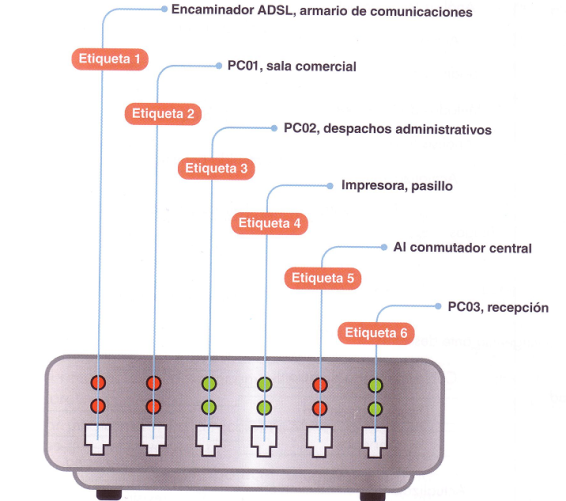 Encaminador ADSL, armario de comunicaciones
Etiqueta 1
PC01, sala comercial
Etiqueta 2
PC02, despachos administrativos
Etiqueta 3
Impresora, pasillo
Etiqueta 4
Al conmutador central
Etiqueta 5
PC03, recepción
Etiqueta 6